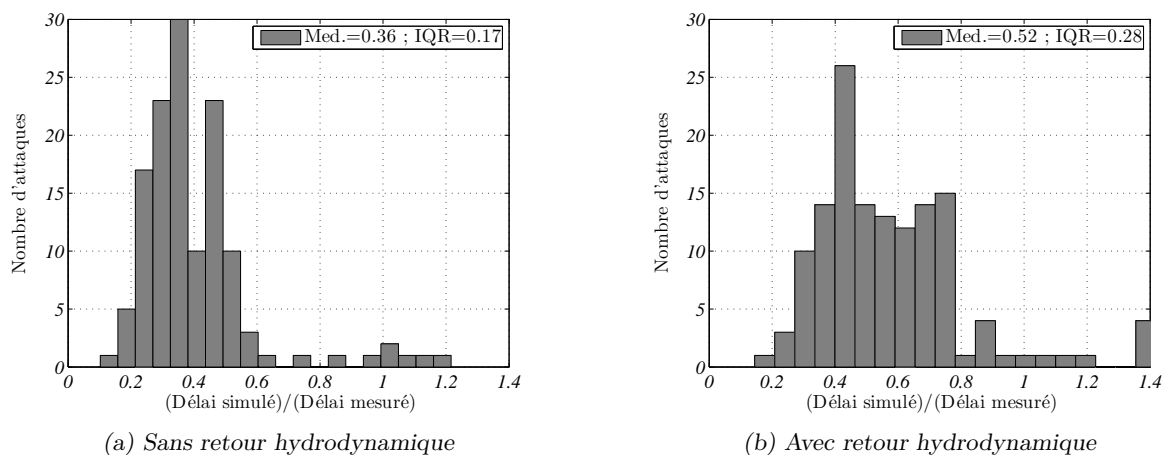 30
25
20
15
10
5
0
Nombre d'attaques
Med.=0.36 ; IQR=0.17
0 0.2 0.4 0.6 0.8 1 1.2 1.4
(Délai simulé)/(Délai mesuré)
(a) Sans retour hydrodynamique
30
25
20
15
10
5
0
Nombre d'attaques
Med.=0.52 ; IQR=0.28
0 0.2 0.4 0.6 0.8 1 1.2 1.4
(Délai simulé)/(Délai mesuré)
(b) Avec retour hydrodynamique